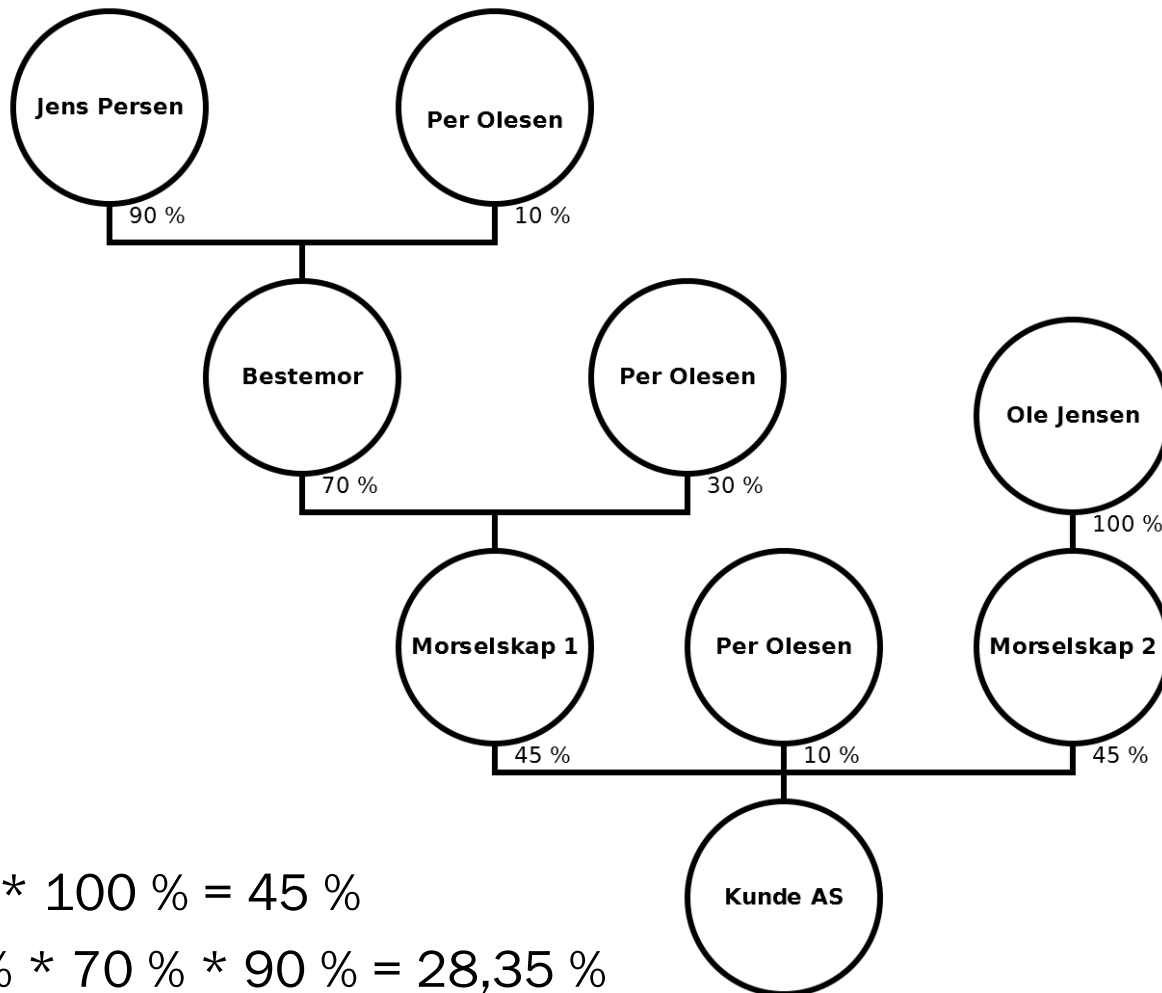 Jens Persen
Per Olesen
90 %
10 %
Bestemor
Per Olesen
Ole Jensen
70 %
30 %
100 %
Morselskap 1
Per Olesen
Morselskap 2
45 %
10 %
45 %
Kunde AS
* 100 % = 45 %
% * 70 % * 90 % = 28,35 %